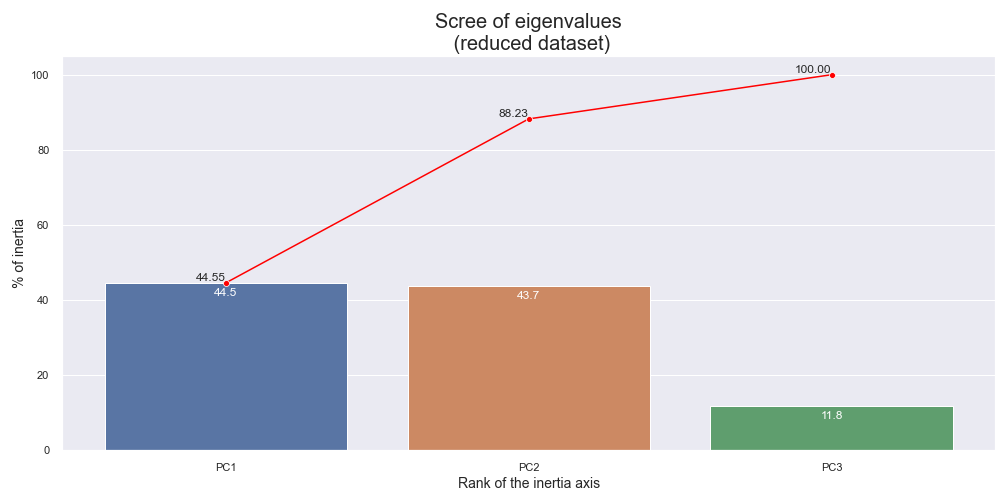 Scree of eigenvalues
(reduced dataset)
100
80
60
40
20
0
% of inertia
44.55
44.5
88.23
43.7
100.00
11.8
PC1
PC2
PC3
Rank of the inertia axis